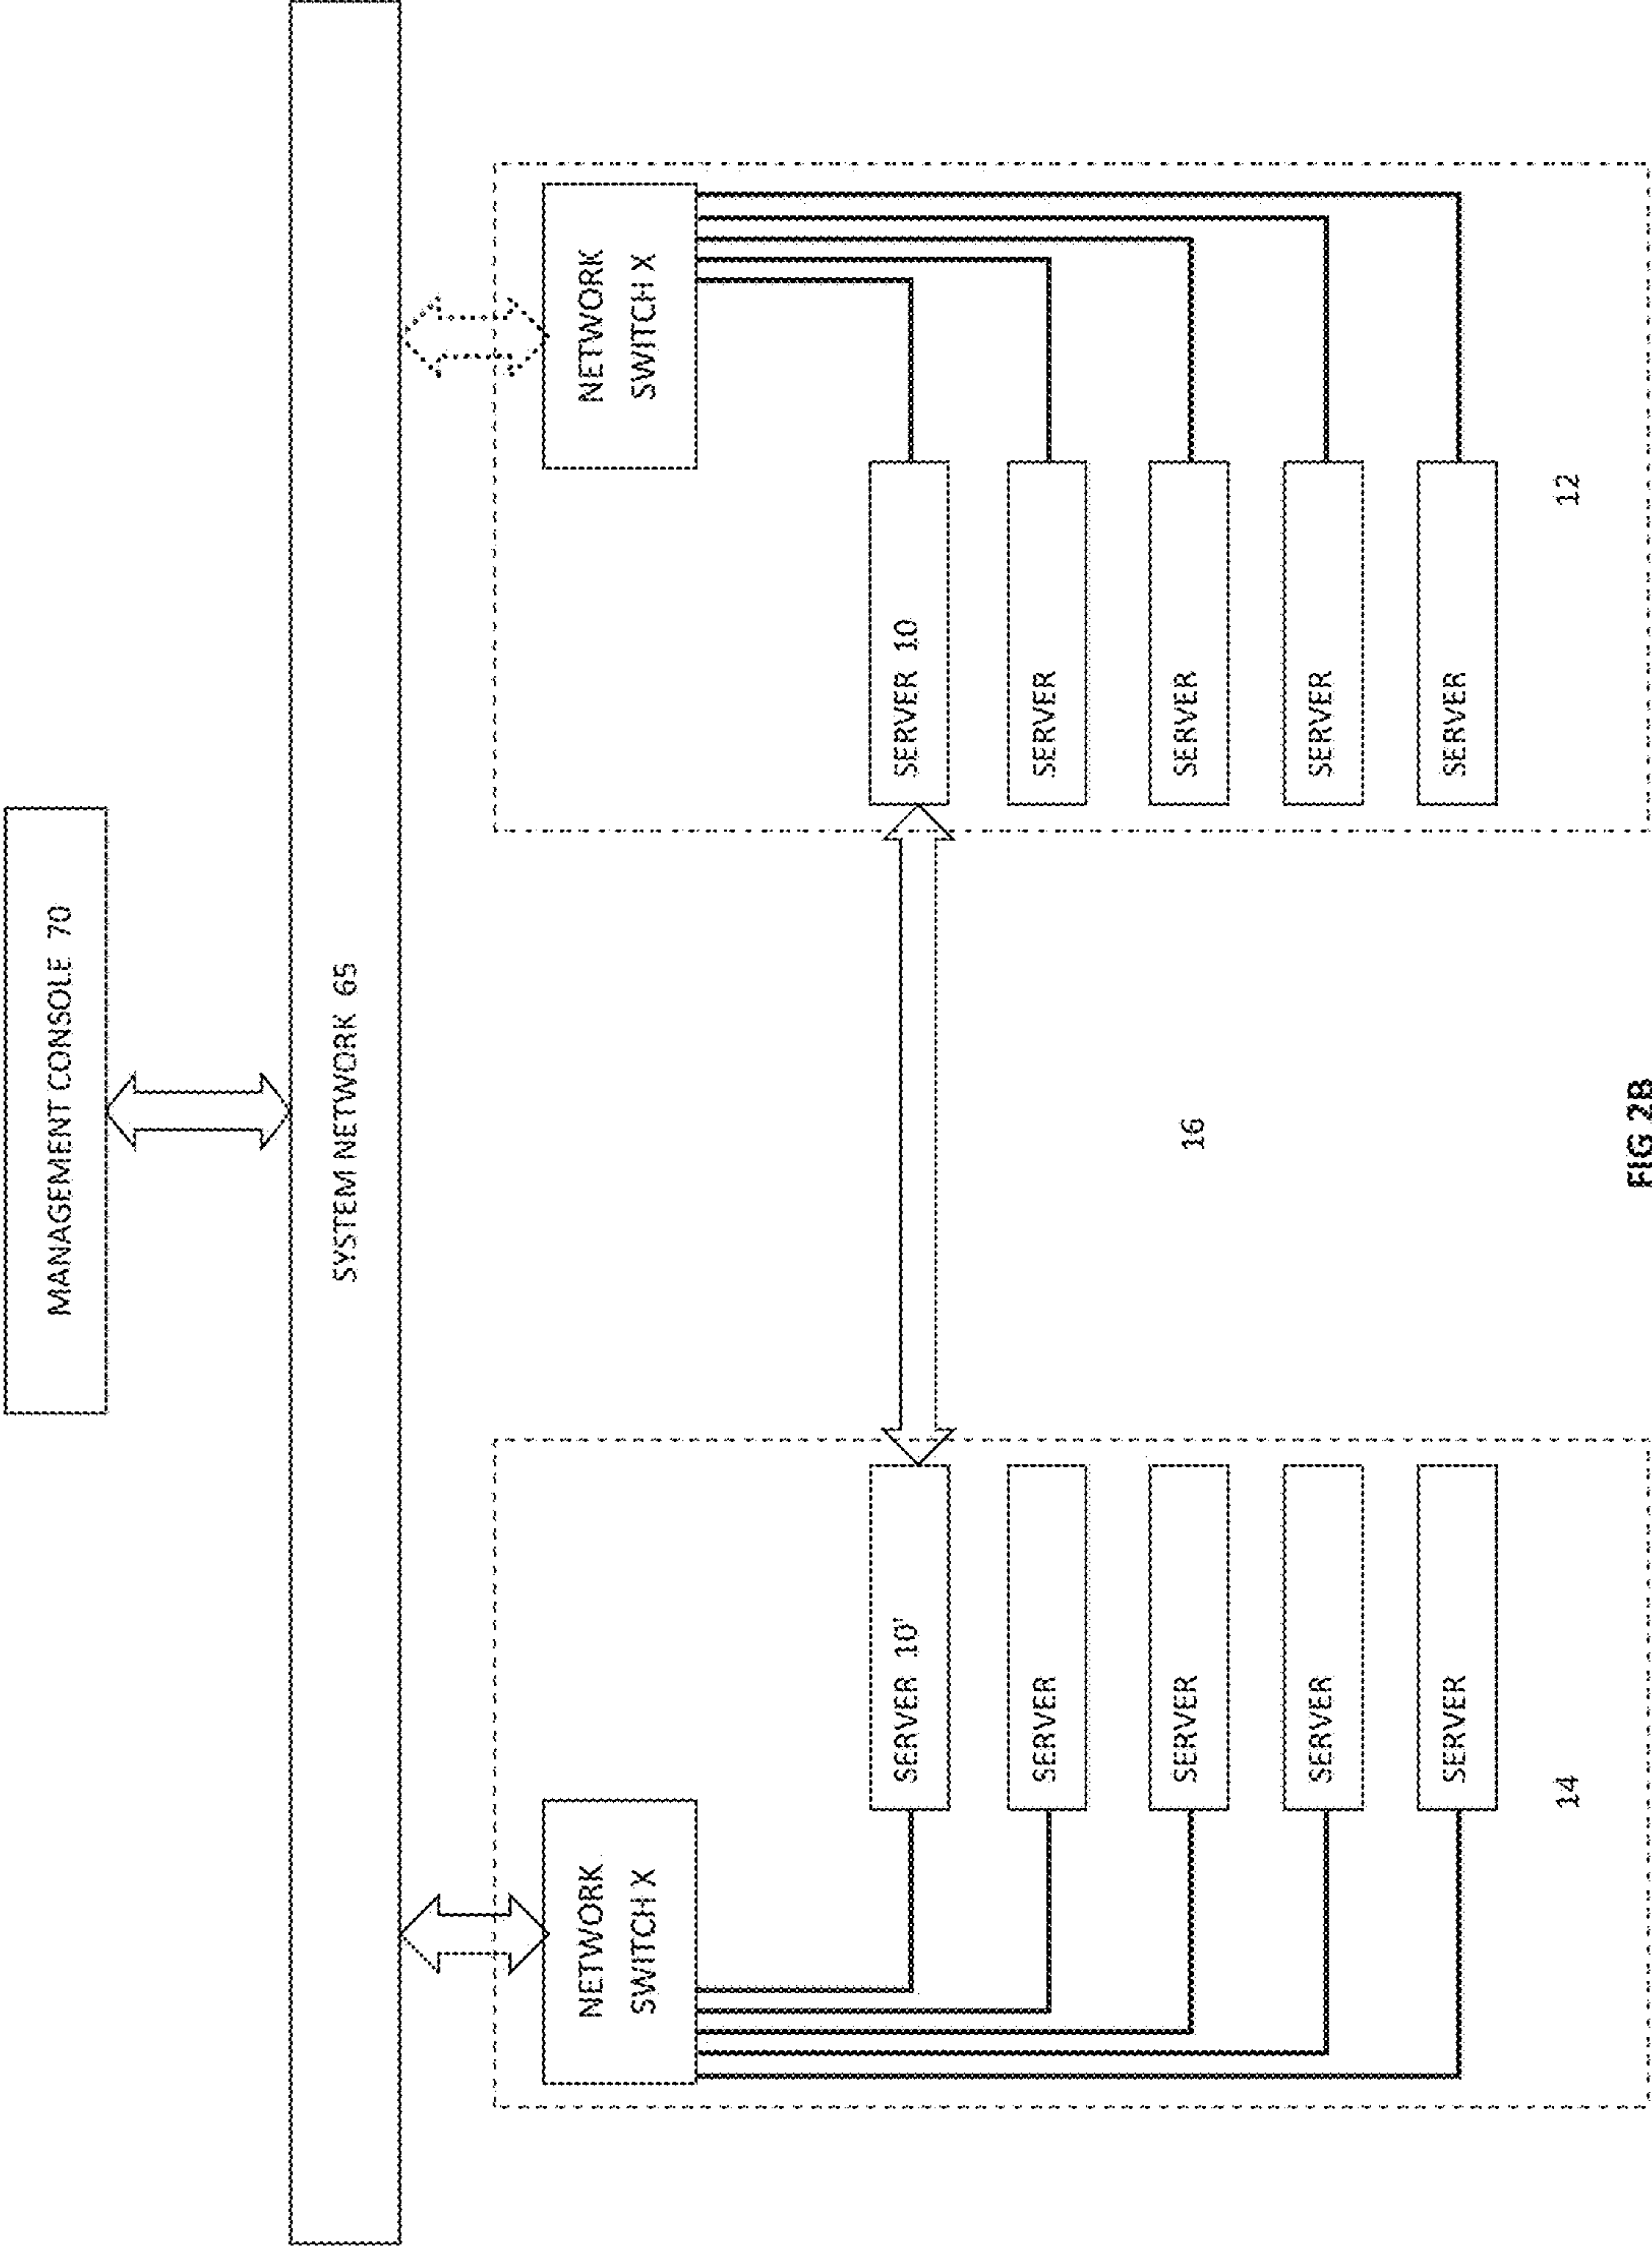 MANAGEMENT CONSOLE 70
SYSTEM NETWORK 65
NETWORK
SWITCH X
NETWORK
SWITCH X
SERVER 10'
SERVER 10
SERVER
SERVER
SERVER
SERVER
16
SERVER
SERVER
SERVER
SERVER
14
12
FIG 2B